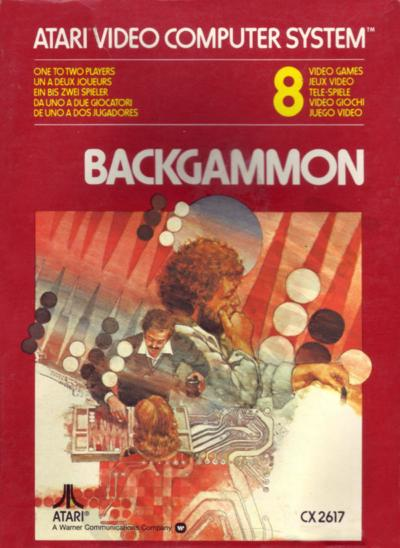 ATARI VIDEO COMPUTER SYSTEM™
ONE TO TWO PLAYERS
UN A DEUX JOUEURS
EIN BIS ZWEI SPIELER
DA UNO A DUE GIOCATORI
DE UNO A DOS JUGADORES
8
VIDEO GAMES
JEUX VIDEO
TELE-SPIELE
VIDEO GIOCHI
JUEGO VIDEO
BACKGAMMON
ATARI®
A Warner Communications Company
CX2617